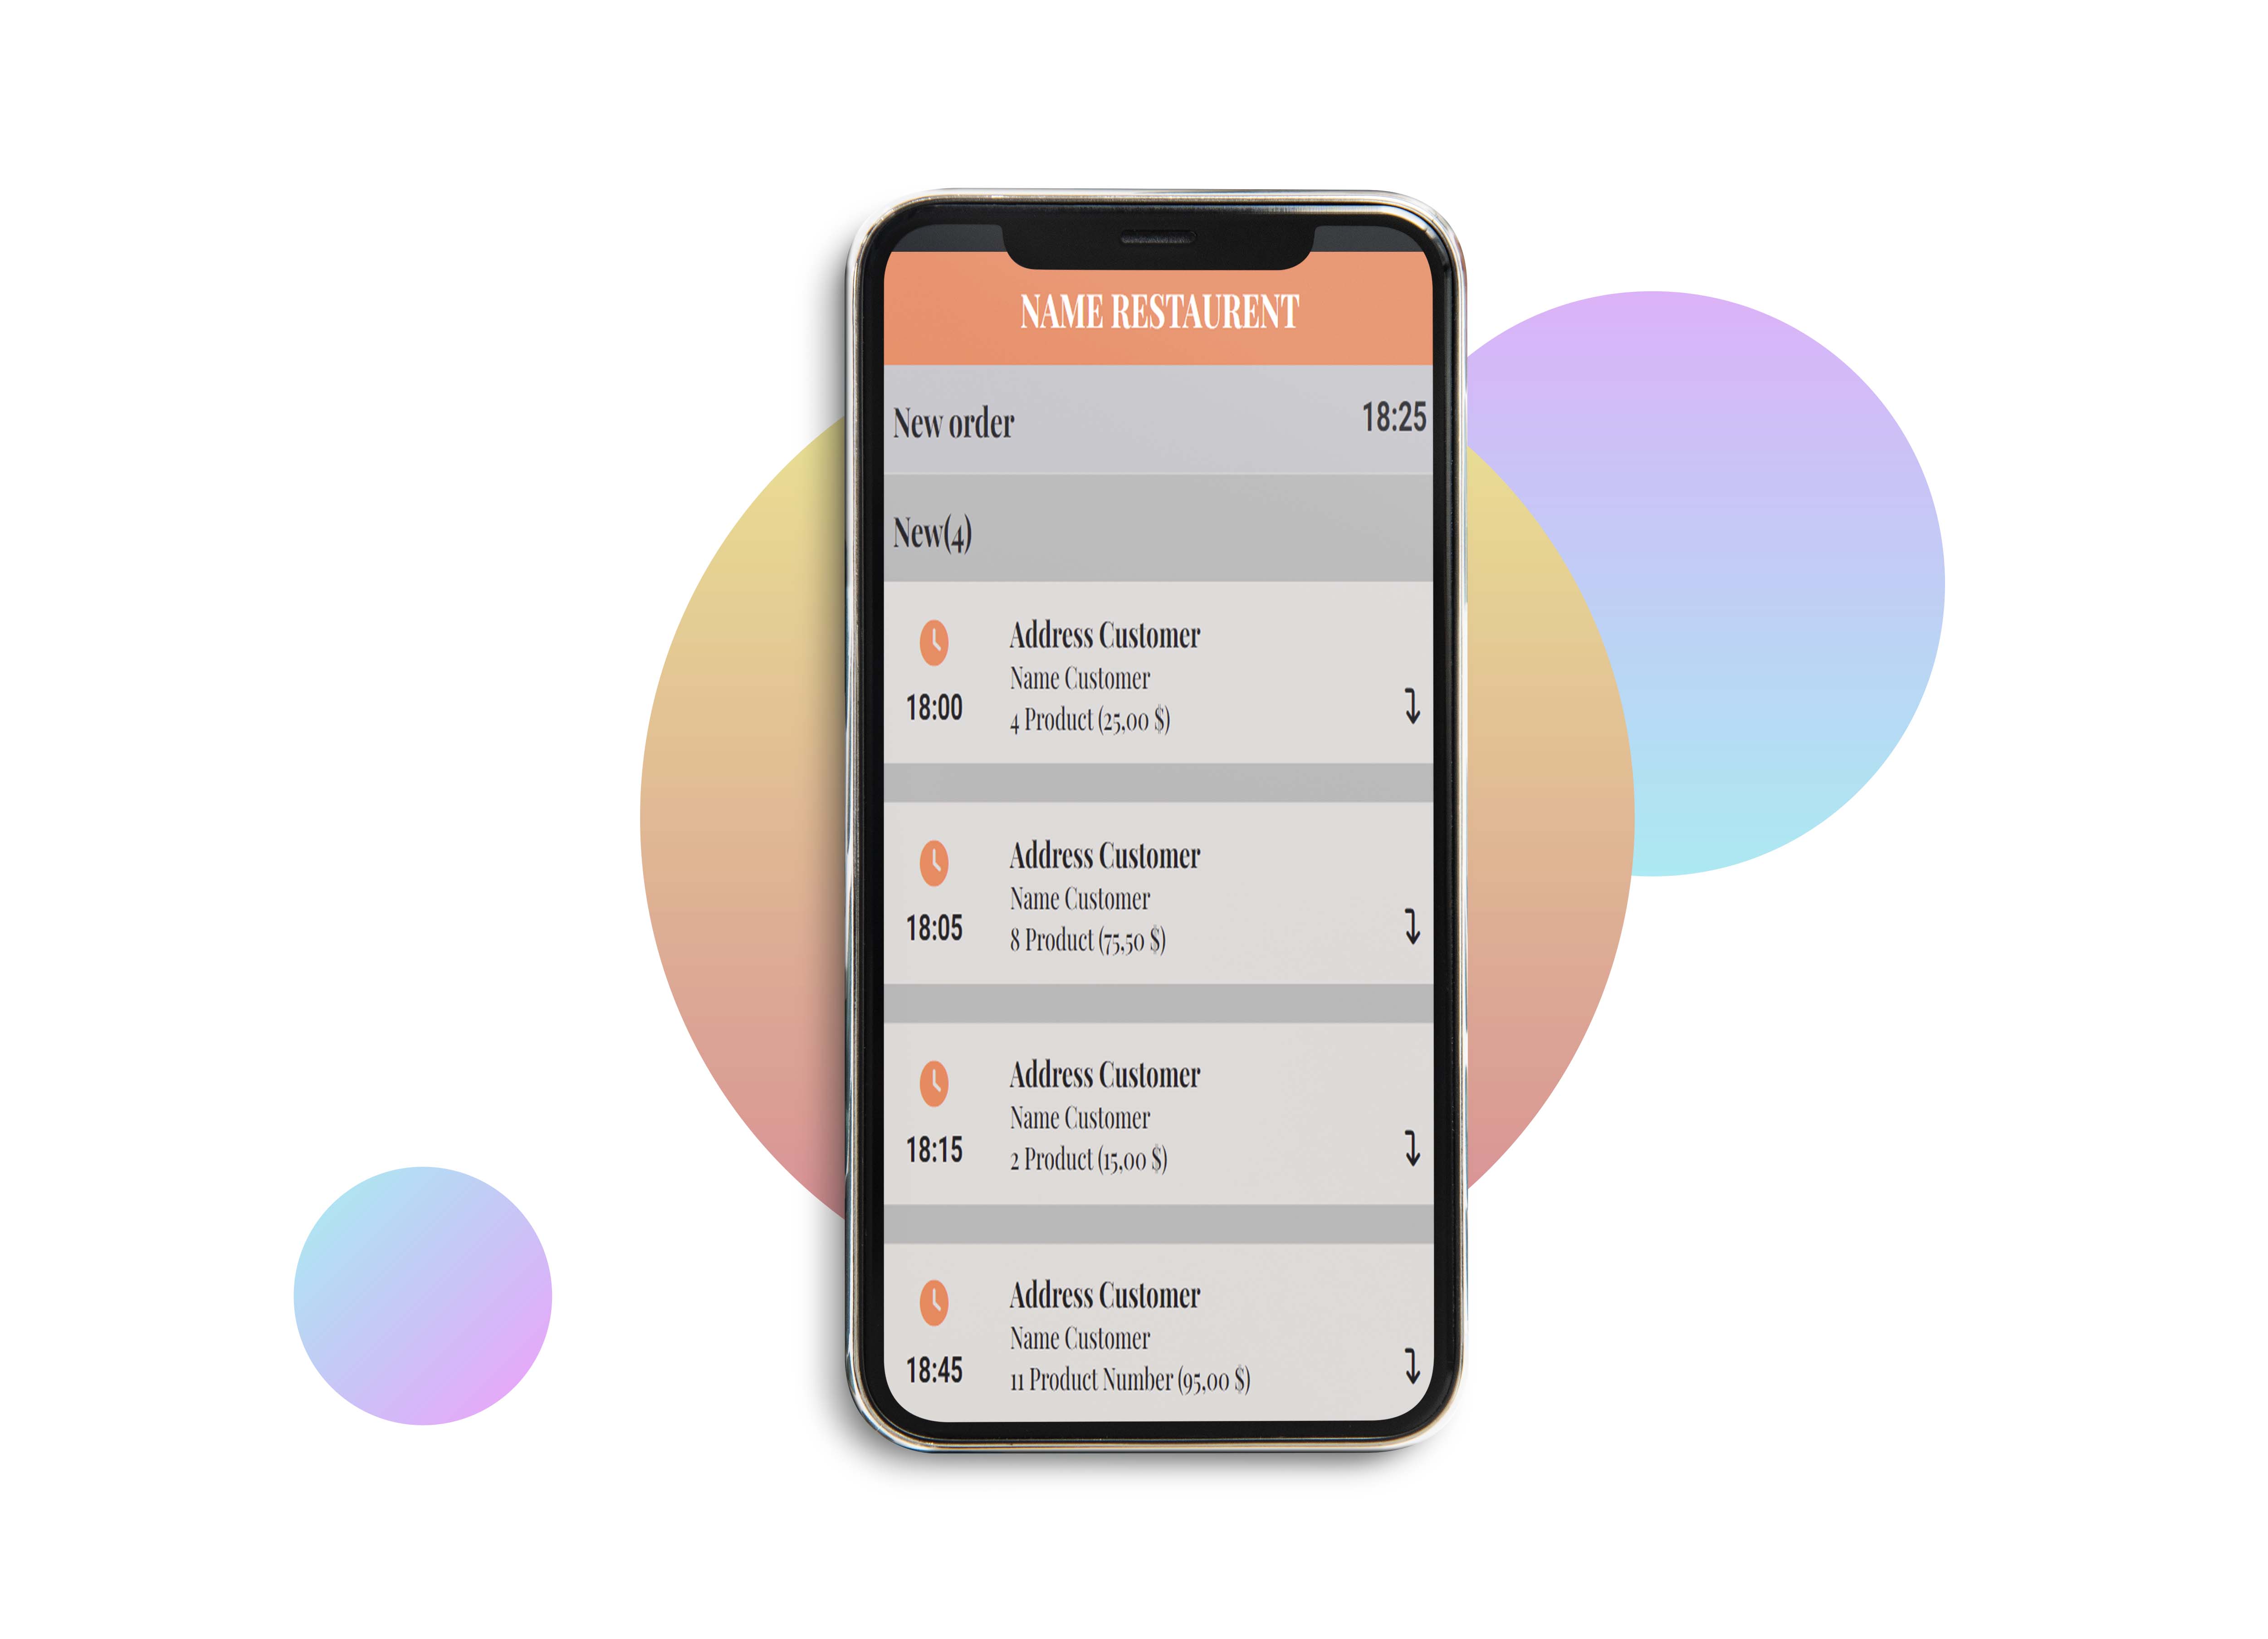 NAME RESTAURENT
New order 18:25
New(4)
Address Customer
Name Customer
18:00
4 Product (25,00 $)
Address Customer
Name Customer
18:05
8 Product (75,50 $)
Address Customer
Name Customer
18:15
2 Product (15,00 $)
Address Customer
Name Customer
18:45
11 Product Number (95,00 $)